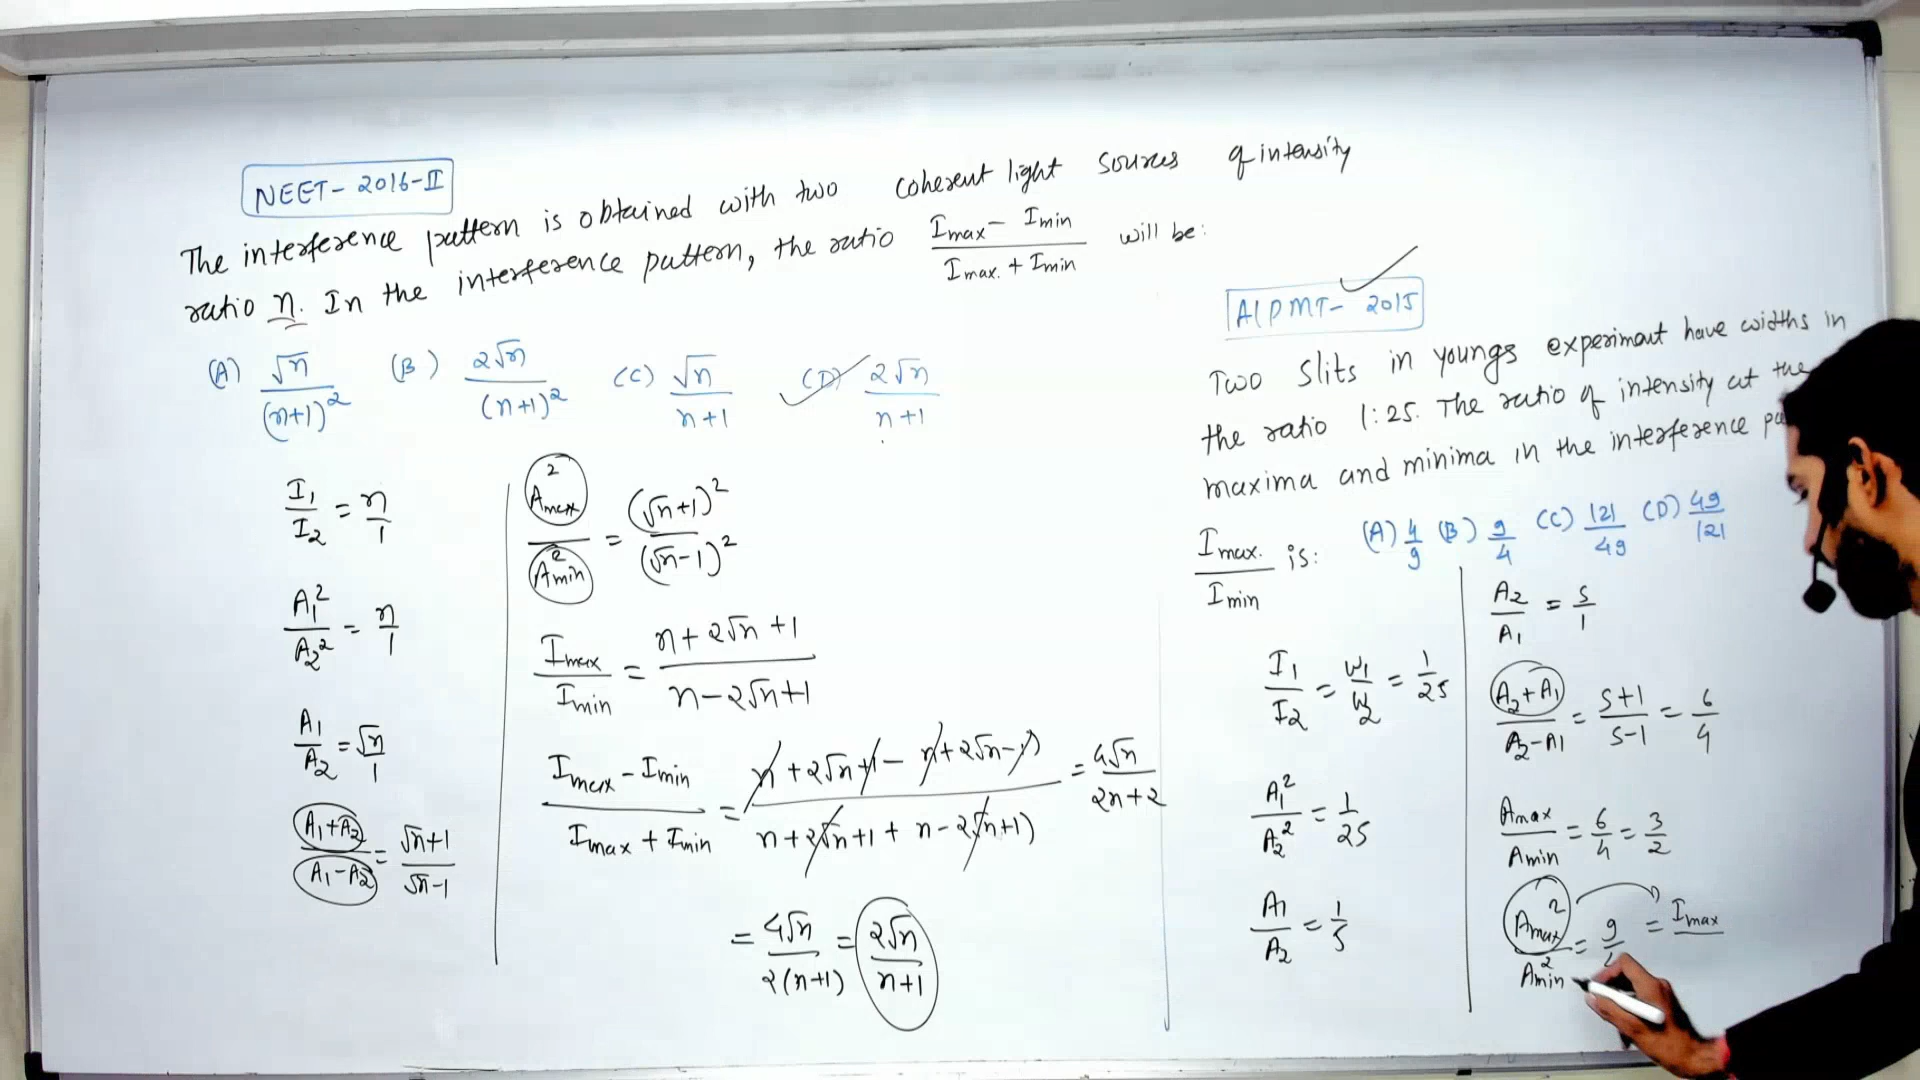 NEET-2016-II
The interference pattern is obtained with two coherent light sources of intensity
ratio n. In the interference pattern, the ratio Imax - Imin / Imax. + Imin will be:
(A) √n/(n+1)² (B) 2√n/(n+1)² (C) √n/n+1 (D) 2√n/n+1
I₁/I₂ = n/1
A₁²/A₂² = n/1
A₁/A₂ = √n/1
A₁+A₂/A₁-A₂ = √n+1/√n-1
A²max/A²min = (√n+1)²/(√n-1)²
Imax/Imin = n+2√n+1/n-2√n+1
Imax-Imin/Imax+Imin = n+2√n+1-n+2√n-1)/n+2√n+1+n-2√n+1) = 4√n/2n+2
= 4√n/2(n+1) = 2√n/n+1
AIPMT-2015
Two slits in youngs experimant have widths in
the ratio 1:25. The ratio of intensity at the
maxima and minima in the interference
Imax./Imin is: (A) 4/9 (B) 9/4 (C) 121/49 (D) 49/121
I₁/I₂ = W₁/W₂ = 1/25
A₁²/A₂² = 1/25
A₁/A₂ = 1/5
A₂/A₁ = 5/1
A₂+A₁/A₂-A₁ = 5+1/5-1 = 6/4
Amax/Amin = 6/4 = 3/2
A²max/A²min = 9/ = Imax